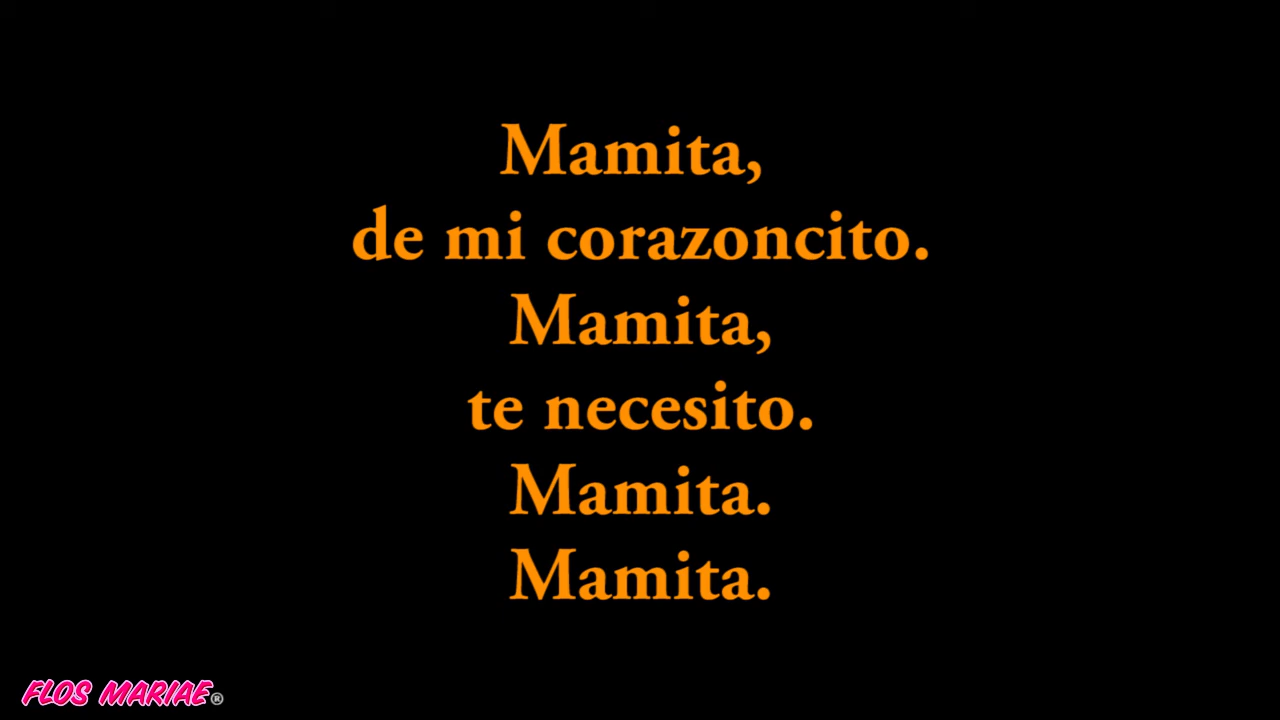 Mamita,
de mi corazoncito.
Mamita,
te necesito.
Mamita.
Mamita.
FLOS MARIAE®